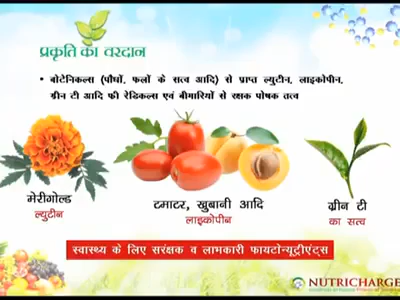 प्रकृति का वरदान
• बोटेनिकल्स (पौधों, फलों के सत्व आदि) से प्राप्त ल्युटीन, लाइकोपीन,
ग्रीन टी आदि फ्री रेडिकल्स एवं बीमारियों से रक्षक पोषक तत्व
मेरीगोल्ड
ल्युटीन
टमाटर, खुबानी आदि
लाइकोपीन
ग्रीन टी
का सत्व
स्वास्थ्य के लिए सरंक्षक व लाभकारी फायटोन्यूट्रीएंट्स
NUTRICHARGE